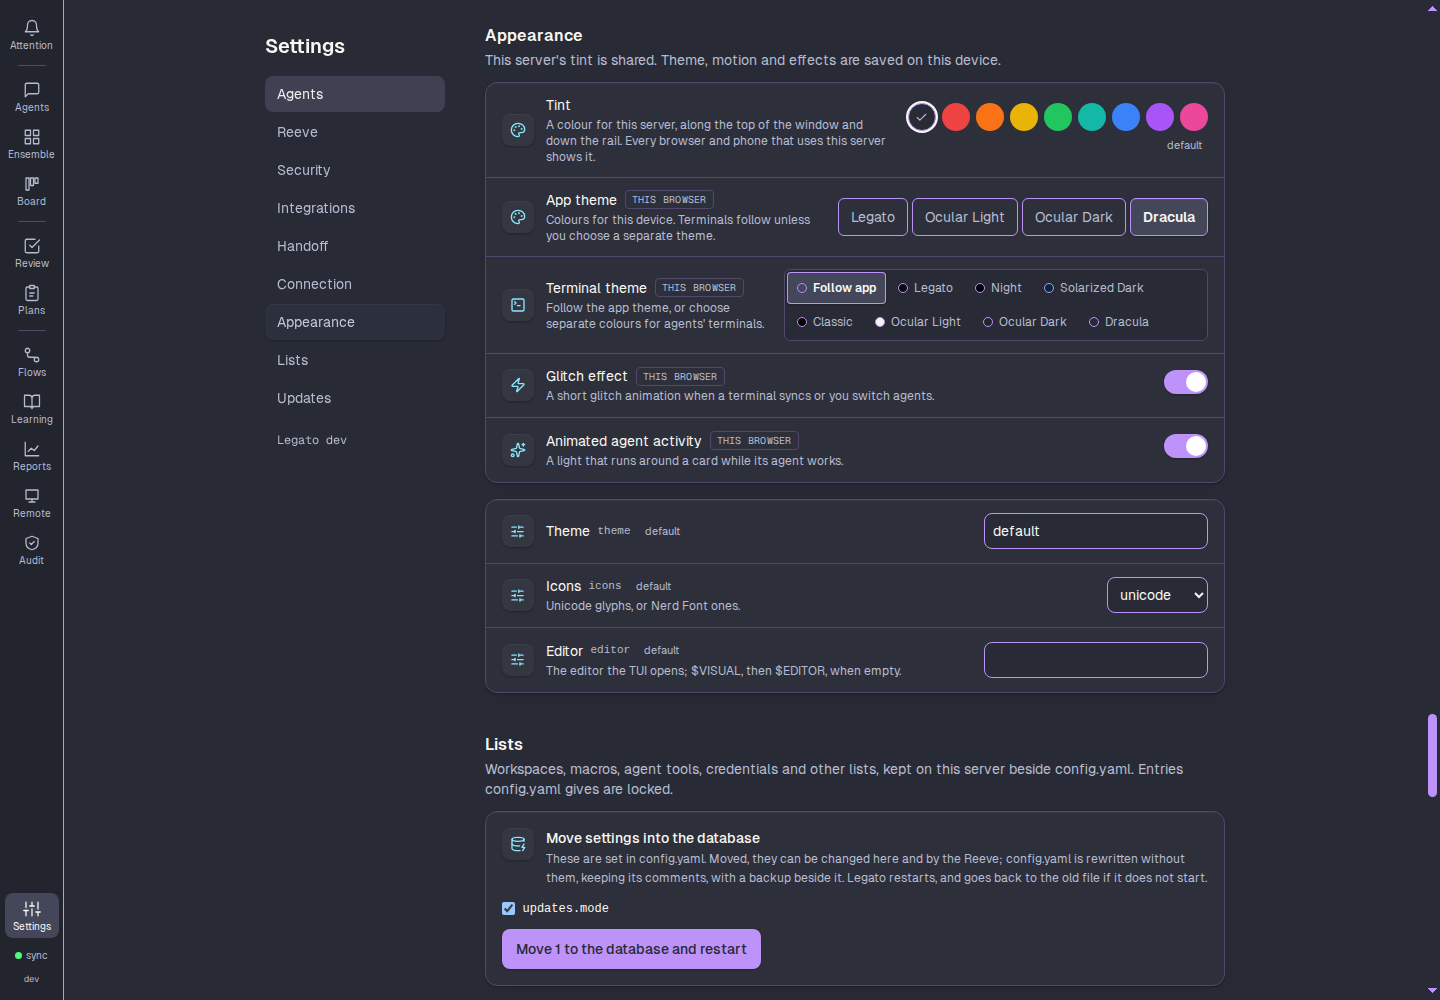 Attention
Agents
Ensemble
Board
Review
Plans
Flows
Learning
Reports
Remote
Audit
Settings
sync
dev
Settings
Agents
Reeve
Security
Integrations
Handoff
Connection
Appearance
Lists
Updates
Legato dev
Appearance
This server's tint is shared. Theme, motion and effects are saved on this device.
Tint
A colour for this server, along the top of the window and
down the rail. Every browser and phone that uses this server
shows it.
default
App theme THIS BROWSER
Colours for this device. Terminals follow unless
you choose a separate theme.
Legato Ocular Light Ocular Dark Dracula
Terminal theme THIS BROWSER
Follow the app theme, or choose
separate colours for agents' terminals.
Follow app Legato Night Solarized Dark
Classic Ocular Light Ocular Dark Dracula
Glitch effect THIS BROWSER
A short glitch animation when a terminal syncs or you switch agents.
Animated agent activity THIS BROWSER
A light that runs around a card while its agent works.
Theme theme default
default
Icons icons default
Unicode glyphs, or Nerd Font ones.
unicode
Editor editor default
The editor the TUI opens; $VISUAL, then $EDITOR, when empty.
Lists
Workspaces, macros, agent tools, credentials and other lists, kept on this server beside config.yaml. Entries
config.yaml gives are locked.
Move settings into the database
These are set in config.yaml. Moved, they can be changed here and by the Reeve; config.yaml is rewritten without
them, keeping its comments, with a backup beside it. Legato restarts, and goes back to the old file if it does not start.
updates.mode
Move 1 to the database and restart